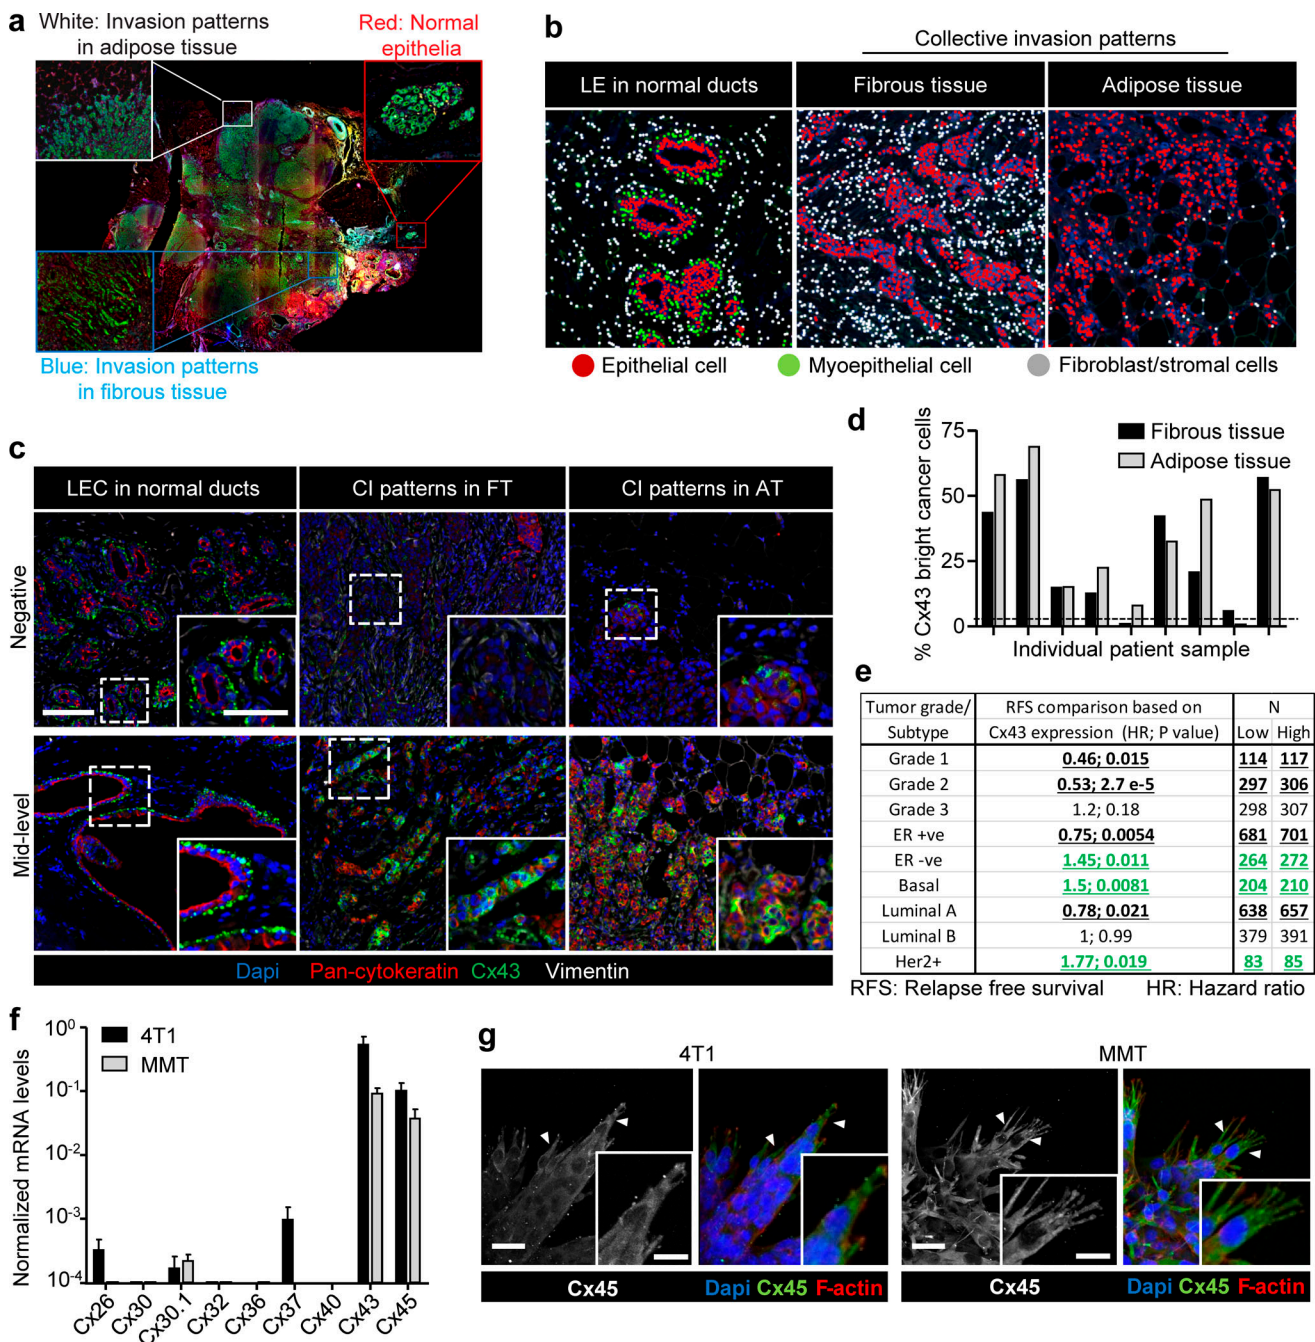 a
White: Invasion patterns
in adipose tissue
Red: Normal
epithelia
Blue: Invasion patterns
in fibrous tissue
b
Collective invasion patterns
LE in normal ducts
Fibrous tissue
Adipose tissue
Epithelial cell
Myoepithelial cell
Fibroblast/stromal cells
c
LEC in normal ducts
CI patterns in FT
CI patterns in AT
Negative
Mid-level
Dapi Pan-cytokeratin Cx43 Vimentin
d
% Cx43 bright cancer cells
75
50
25
0
Fibrous tissue
Adipose tissue
Individual patient sample
e
Tumor grade/ Subtype | RFS comparison based on Cx43 expression (HR; P value) | N Low High
Grade 1 0.46; 0.015 114 117
Grade 2 0.53; 2.7 e-5 297 306
Grade 3 1.2; 0.18 298 307
ER +ve 0.75; 0.0054 681 701
ER -ve 1.45; 0.011 264 272
Basal 1.5; 0.0081 204 210
Luminal A 0.78; 0.021 638 657
Luminal B 1; 0.99 379 391
Her2+ 1.77; 0.019 83 85
RFS: Relapse free survival HR: Hazard ratio
f
Normalized mRNA levels
10^0
10^-1
10^-2
10^-3
10^-4
4T1
MMT
Cx26 Cx30 Cx30.1 Cx32 Cx36 Cx37 Cx40 Cx43 Cx45
g
4T1
MMT
Cx45
Dapi Cx45 F-actin
Cx45
Dapi Cx45 F-actin